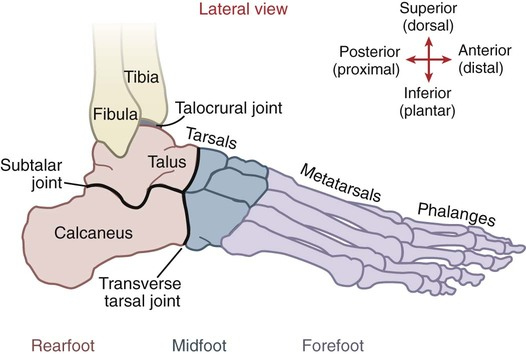 Lateral view
Superior
(dorsal)
Posterior
(proximal)
Anterior
(distal)
Inferior
(plantar)
Tibia
Fibula
Talocrural joint
Tarsals
Subtalar
joint
Talus
Metatarsals
Phalanges
Calcaneus
Transverse
tarsal joint
Rearfoot
Midfoot
Forefoot